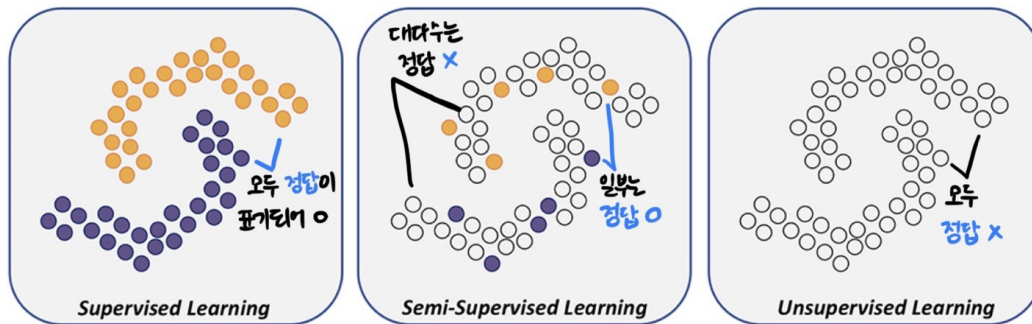 오두 정답이
표기되어 o
Supervised Learning
대다수는
정답 x
일부는
정답 o
Semi-Supervised Learning
오두
정답 x
Unsupervised Learning